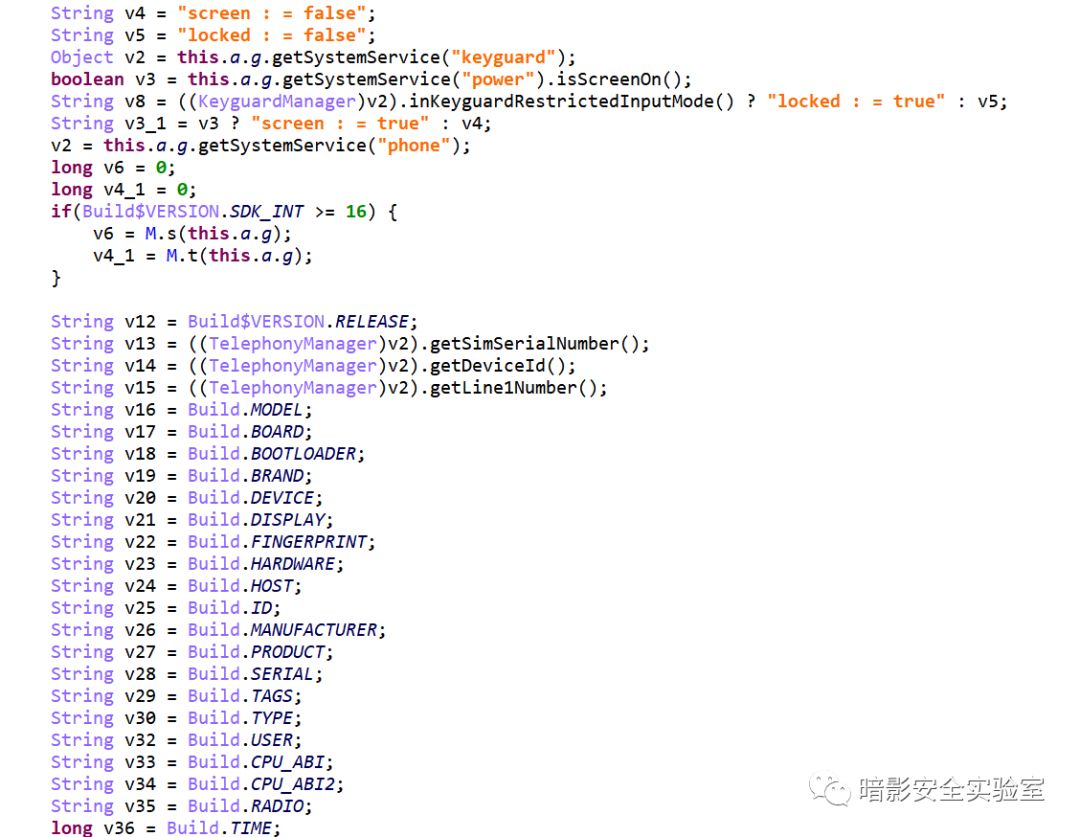 String v4 = "screen : = false";
String v5 = "locked : = false";
Object v2 = this.a.g.getSystemService("keyguard");
boolean v3 = this.a.g.getSystemService("power").isScreenOn();
String v8 = ((KeyguardManager)v2).inKeyguardRestrictedInputMode() ? "locked : = true" : v5;
String v3_1 = v3 ? "screen : = true" : v4;
v2 = this.a.g.getSystemService("phone");
long v6 = 0;
long v4_1 = 0;
if(Build$VERSION.SDK_INT >= 16) {
    v6 = M.s(this.a.g);
    v4_1 = M.t(this.a.g);
}
String v12 = Build$VERSION.RELEASE;
String v13 = ((TelephonyManager)v2).getSimSerialNumber();
String v14 = ((TelephonyManager)v2).getDeviceId();
String v15 = ((TelephonyManager)v2).getLine1Number();
String v16 = Build.MODEL;
String v17 = Build.BOARD;
String v18 = Build.BOOTLOADER;
String v19 = Build.BRAND;
String v20 = Build.DEVICE;
String v21 = Build.DISPLAY;
String v22 = Build.FINGERPRINT;
String v23 = Build.HARDWARE;
String v24 = Build.HOST;
String v25 = Build.ID;
String v26 = Build.MANUFACTURER;
String v27 = Build.PRODUCT;
String v28 = Build.SERIAL;
String v29 = Build.TAGS;
String v30 = Build.TYPE;
String v32 = Build.USER;
String v33 = Build.CPU_ABI;
String v34 = Build.CPU_ABI2;
String v35 = Build.RADIO;
long v36 = Build.TIME;
暗影安全实验室